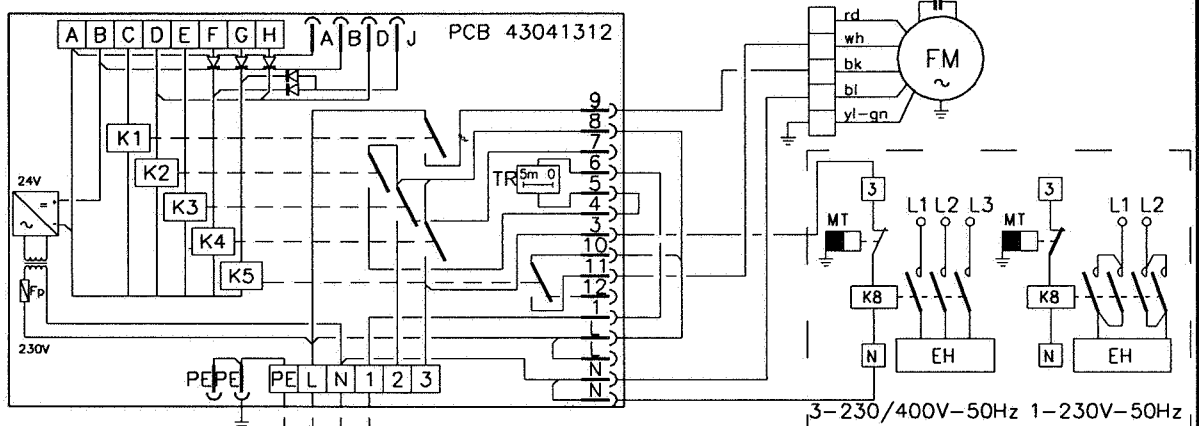 A B C D E F G H
A B D J
PCB 43041312
rd
wh
bk
bl
yl-gn
FM
~
K1
K2
K3
K4
K5
24V
=
~
Fp
230V
TR
5m 0
9
8
7
6
5
4
3
10
11
12
1
L
L
N
N
PE PE
PE L N 1 2 3
3
MT
L1 L2 L3
K8
N
EH
3-230/400V-50Hz
3
MT
L1 L2
K8
N
EH
1-230V-50Hz